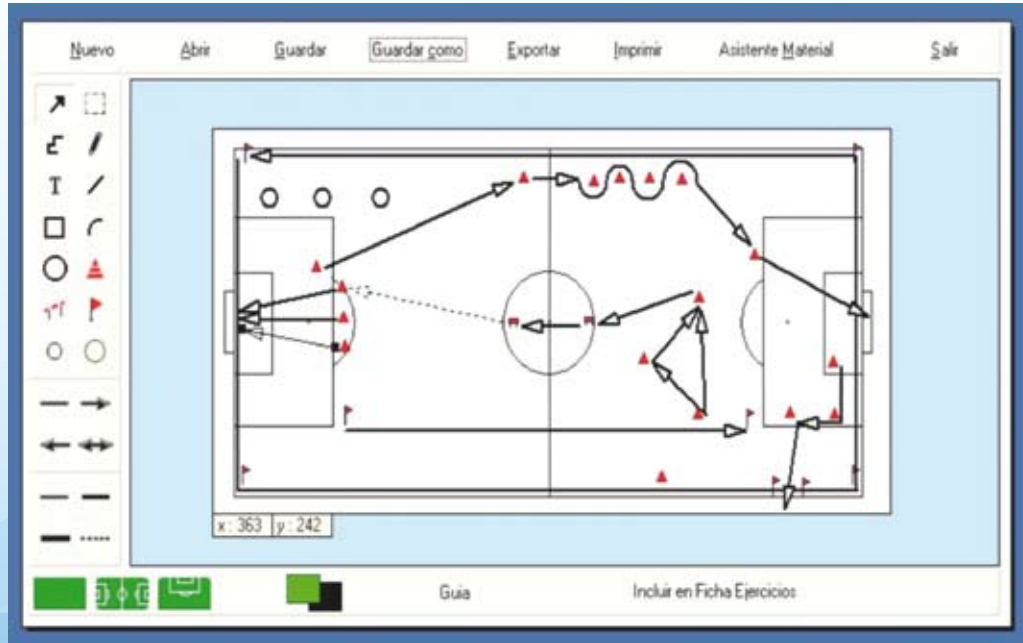 Nuevo Abrir Guardar Guardar como Exportar Imprimir Asistente Material Salir
T
x : 363 y : 242
Guia Incluir en Ficha Ejercicios